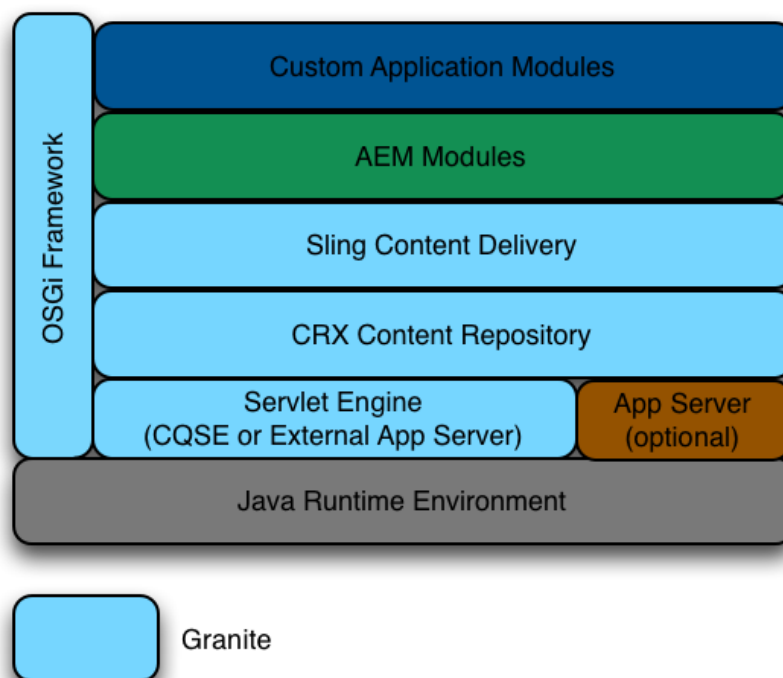 Custom Application Modules
AEM Modules
OSGi Framework
Sling Content Delivery
CRX Content Repository
Servlet Engine
(CQSE or External App Server)
App Server
(optional)
Java Runtime Environment
Granite